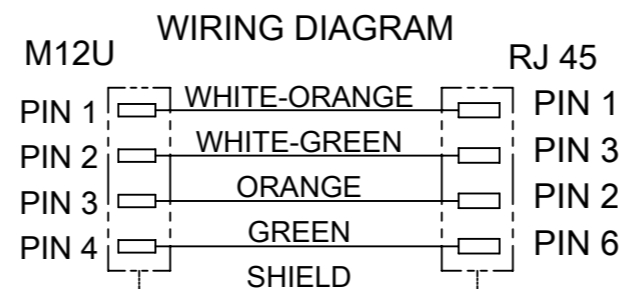 WIRING DIAGRAM
M12U RJ 45
PIN 1 WHITE-ORANGE PIN 1
PIN 2 WHITE-GREEN PIN 3
PIN 3 ORANGE PIN 2
PIN 4 GREEN PIN 6
SHIELD